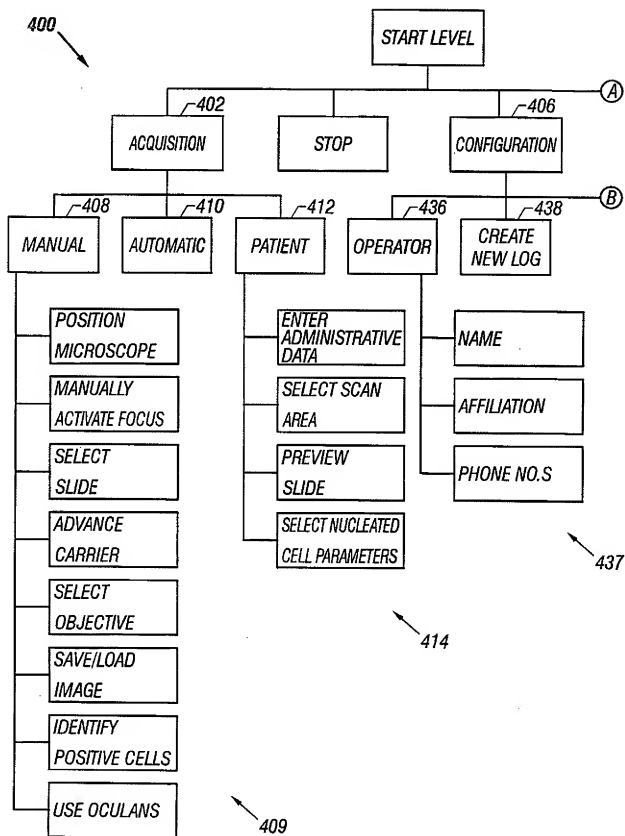 400
START LEVEL
A
402
406
ACQUISITION
STOP
CONFIGURATION
B
408
410
412
436
438
MANUAL
AUTOMATIC
PATIENT
OPERATOR
CREATE
NEW LOG
POSITION
MICROSCOPE
MANUALLY
ACTIVATE FOCUS
SELECT
SLIDE
ADVANCE
CARRIER
SELECT
OBJECTIVE
SAVE/LOAD
IMAGE
IDENTIFY
POSITIVE CELLS
USE OCULANS
409
ENTER
ADMINISTRATIVE
DATA
SELECT SCAN
AREA
PREVIEW
SLIDE
SELECT NUCLEATED
CELL PARAMETERS
414
NAME
AFFILIATION
PHONE NO.S
437